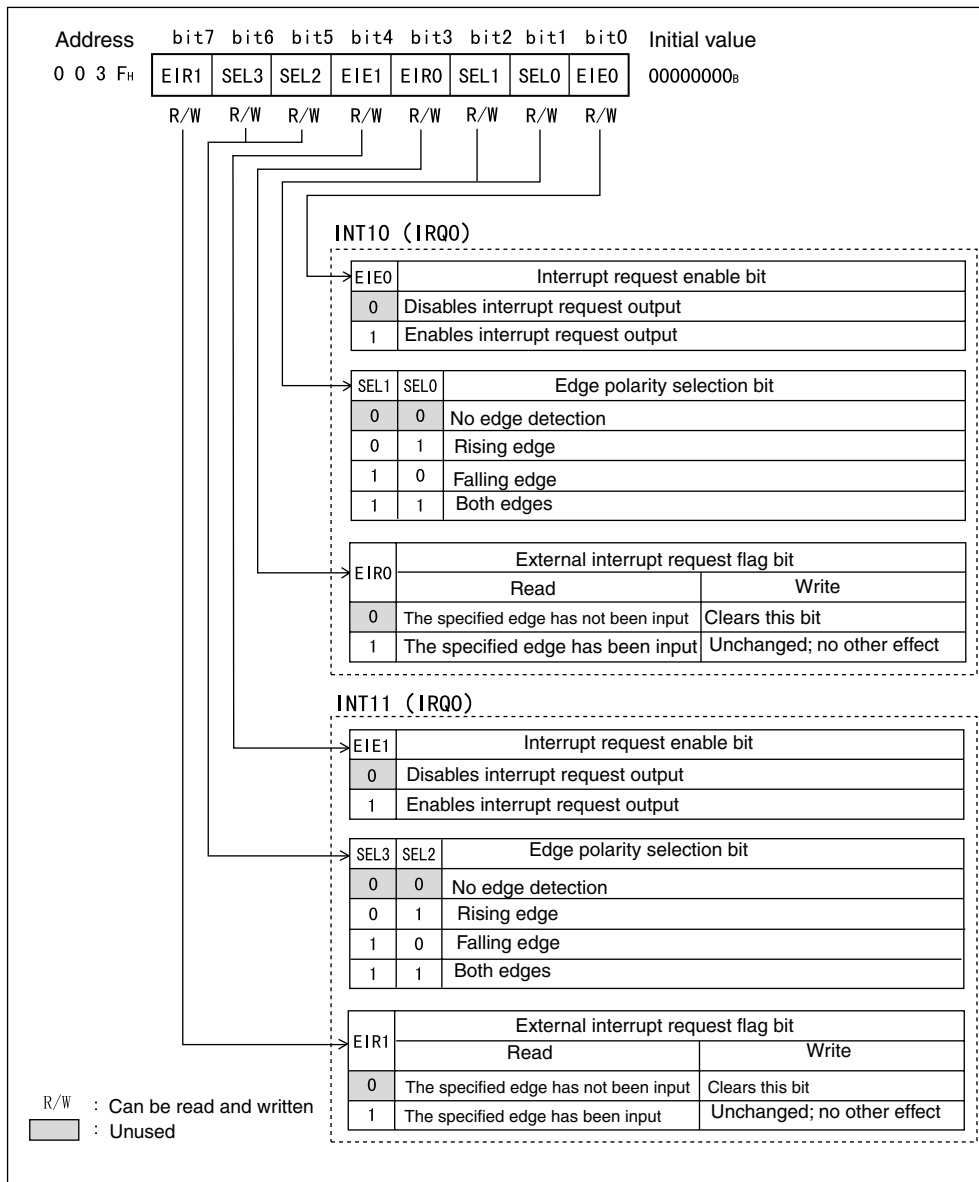 Address bit7 bit6 bit5 bit4 bit3 bit2 bit1 bit0 Initial value
0 0 3 FH EIR1 SEL3 SEL2 EIE1 EIR0 SEL1 SEL0 EIE0 00000000B
R/W R/W R/W R/W R/W R/W R/W R/W
INT10 (IRQ0)
EIE0 Interrupt request enable bit
0 Disables interrupt request output
1 Enables interrupt request output
SEL1 SEL0 Edge polarity selection bit
0 0 No edge detection
0 1 Rising edge
1 0 Falling edge
1 1 Both edges
EIR0 External interrupt request flag bit
Read Write
0 The specified edge has not been input Clears this bit
1 The specified edge has been input Unchanged; no other effect
INT11 (IRQ0)
EIE1 Interrupt request enable bit
0 Disables interrupt request output
1 Enables interrupt request output
SEL3 SEL2 Edge polarity selection bit
0 0 No edge detection
0 1 Rising edge
1 0 Falling edge
1 1 Both edges
EIR1 External interrupt request flag bit
Read Write
0 The specified edge has not been input Clears this bit
1 The specified edge has been input Unchanged; no other effect
R/W : Can be read and written
: Unused